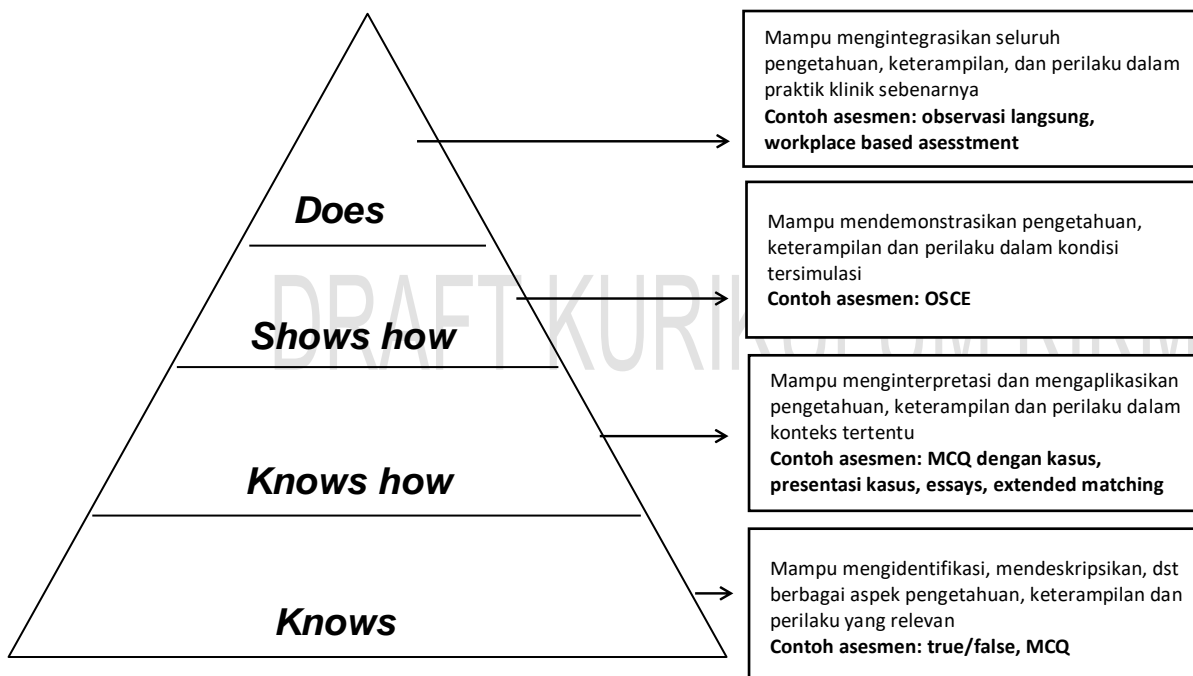 Mampu mengintegrasikan seluruh
pengetahuan, keterampilan, dan perilaku dalam
praktik klinik sebenarnya
Contoh asesmen: observasi langsung,
workplace based asesstment
Does
Mampu mendemonstrasikan pengetahuan,
keterampilan dan perilaku dalam kondisi
tersimulasi
Contoh asesmen: OSCE
Shows how
DRAFT
Mampu menginterpretasi dan mengaplikasikan
pengetahuan, keterampilan dan perilaku dalam
konteks tertentu
Contoh asesmen: MCQ dengan kasus,
presentasi kasus, essays, extended matching
Knows how
Mampu mengidentifikasi, mendeskripsikan, dst
berbagai aspek pengetahuan, keterampilan dan
perilaku yang relevan
Contoh asesmen: true/false, MCQ
Knows